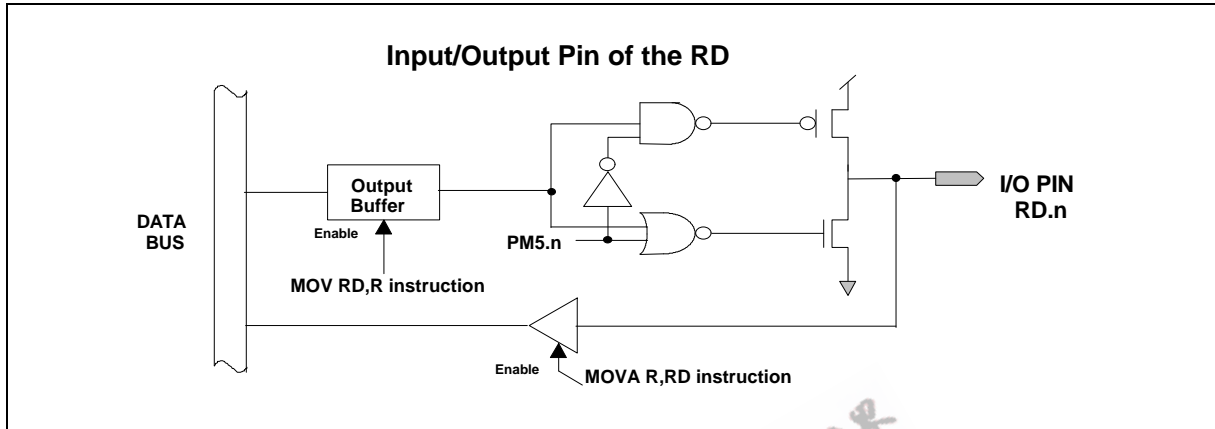 Input/Output Pin of the RD
DATA
BUS
Output
Buffer
Enable
MOV RD,R instruction
PM5.n
I/O PIN
RD.n
Enable
MOVA R,RD instruction